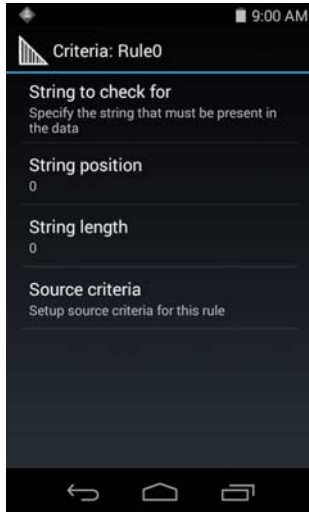 9:00 AM
Criteria: Rule0
String to check for
Specify the string that must be present in
the data
String position
0
String length
0
Source criteria
Setup source criteria for this rule